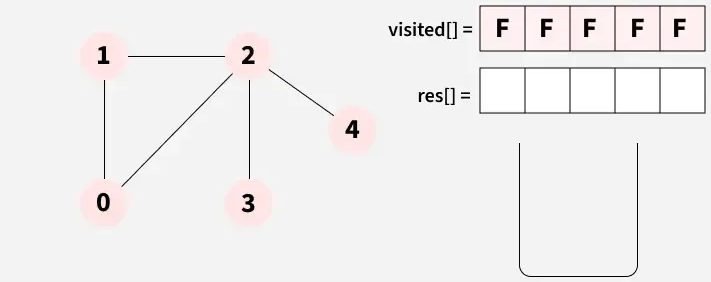 1 2
4
0 3
visited[] = F F F F F
res[] =